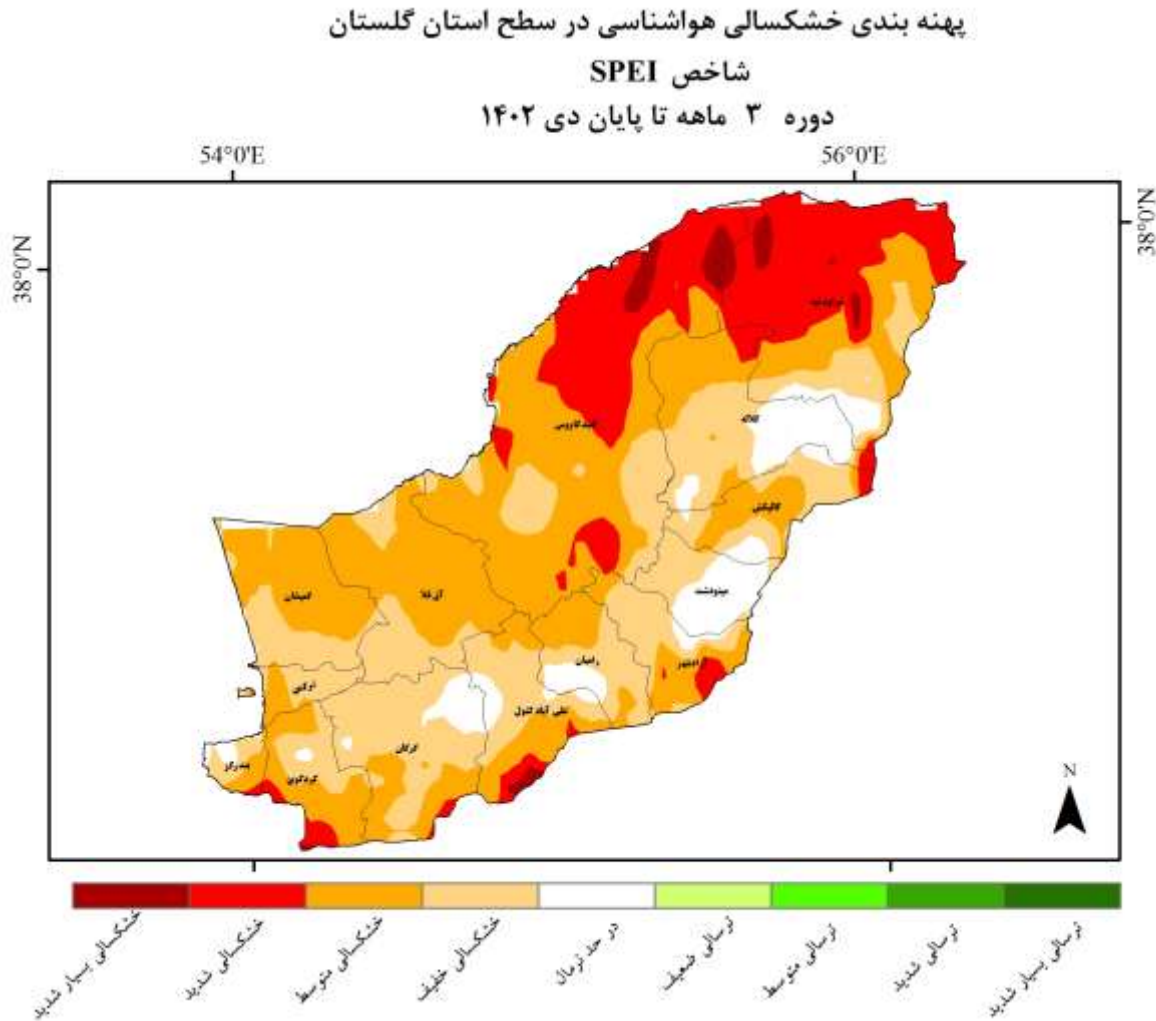 پهنه بندی خشکسالی هواشناسی در سطح استان گلستان
شاخص SPEI
دوره ۳ ماهه تا پایان دی ۱۴۰۲
54°0'E
56°0'E
38°0'N
38°0'N
کلاله
گالیکش
گمیشان
آق قلا
مینودشت
رامیان
آزادشهر
ترکمن
علی آباد کتول
گرگان
بندرگز
کردکوی
N
خشکسالی بسیار شدید
خشکسالی شدید
خشکسالی متوسط
خشکسالی خفیف
در حد نرمال
ترسالی ضعیف
ترسالی متوسط
ترسالی شدید
ترسالی بسیار شدید